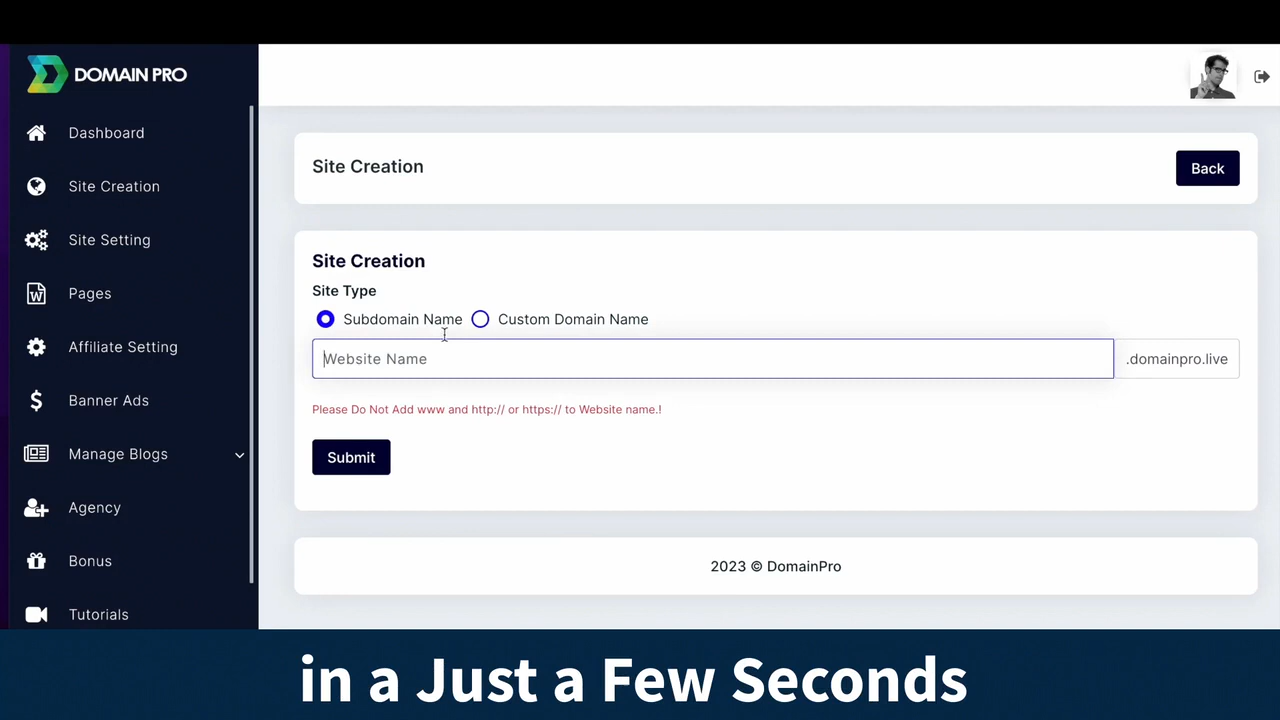 DOMAIN PRO
Dashboard
Site Creation
Site Setting
Pages
Affiliate Setting
Banner Ads
Manage Blogs
Agency
Bonus
Tutorials
Site Creation
Back
Site Creation
Site Type
Subdomain Name
Custom Domain Name
Website Name
.domainpro.live
Please Do Not Add www and http:// or https:// to Website name.!
Submit
2023 © DomainPro
in a Just a Few Seconds